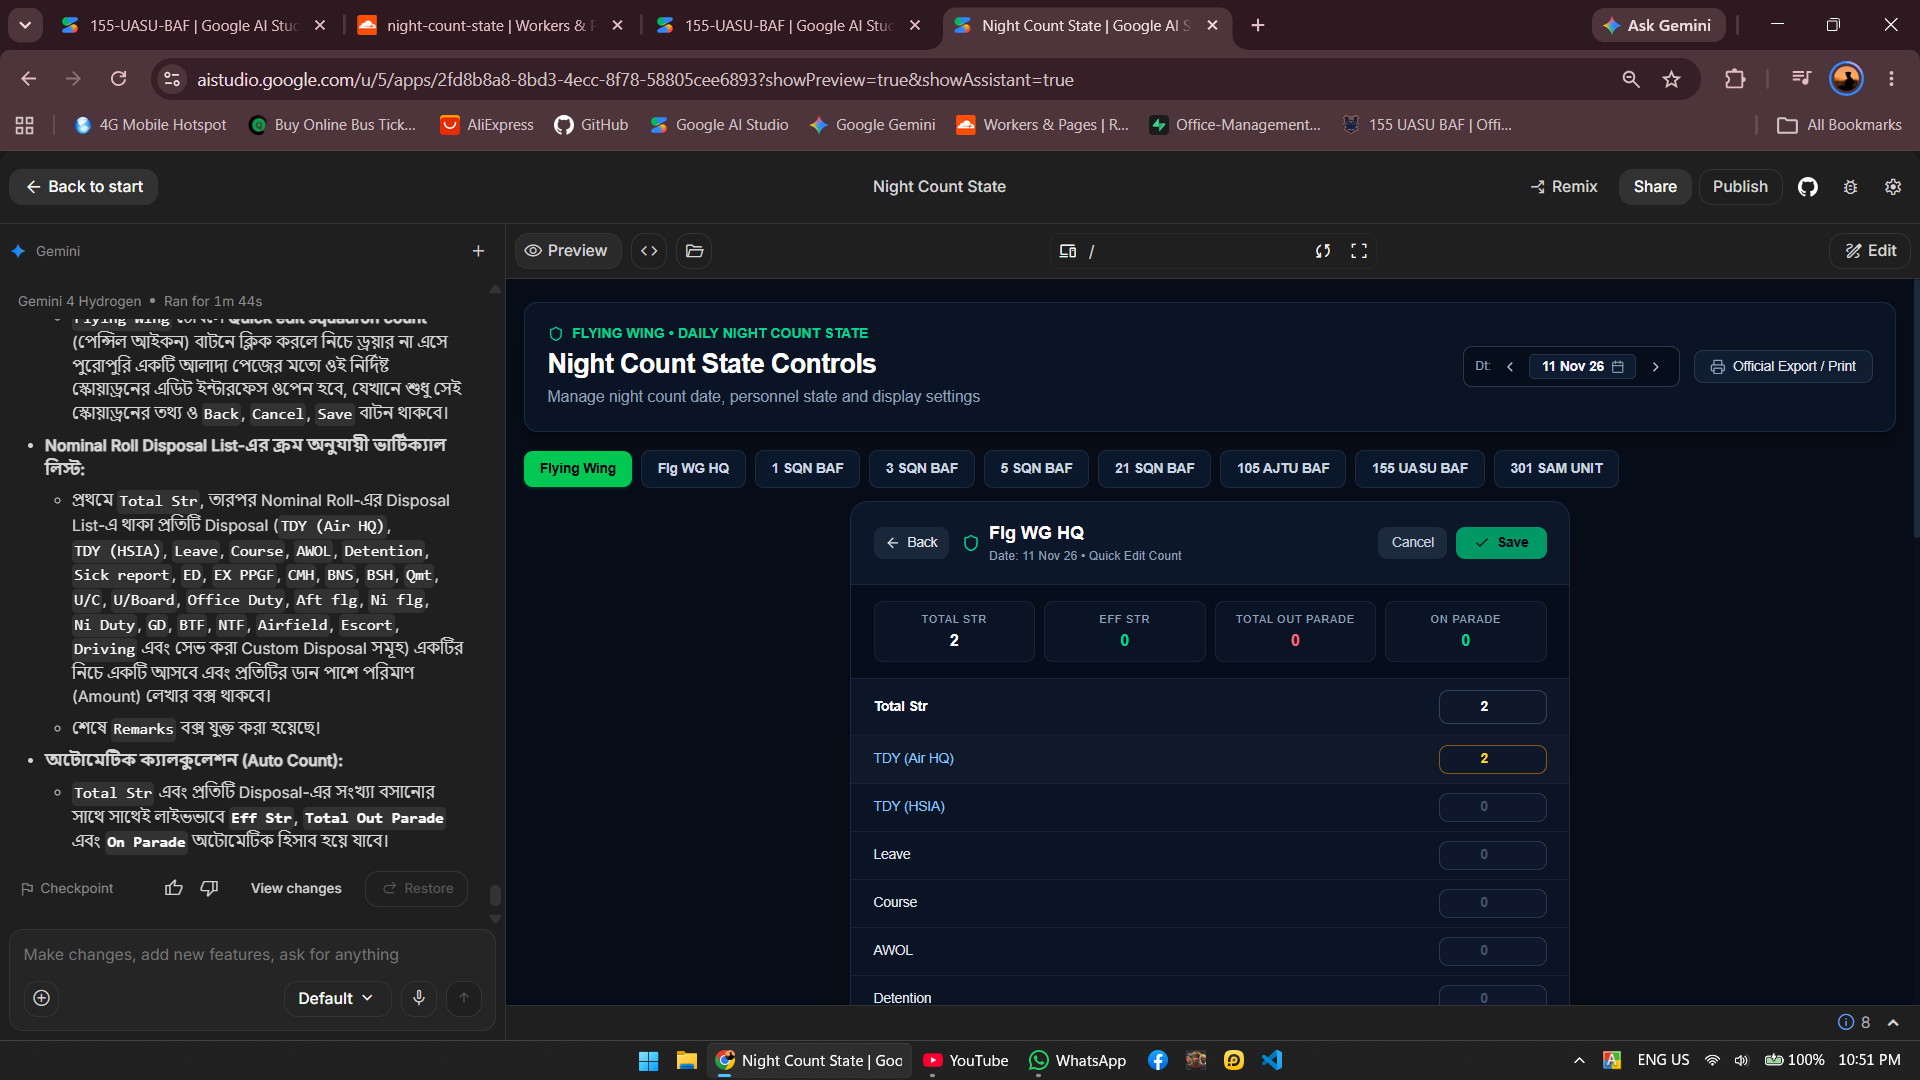 155-UASU-BAF | Google AI Stuc
night-count-state | Workers & P
155-UASU-BAF | Google AI Stuc
Night Count State | Google AI S
Ask Gemini
aistudio.google.com/u/5/apps/2fd8b8a8-8bd3-4ecc-8f78-58805cee6893?showPreview=true&showAssistant=true
4G Mobile Hotspot
Buy Online Bus Tick...
AliExpress
GitHub
Google AI Studio
Google Gemini
Workers & Pages | R...
Office-Management...
155 UASU BAF | Offi...
All Bookmarks
Back to start
Night Count State
Remix
Share
Publish
Gemini
Preview
/
Edit
Gemini 4 Hydrogen • Ran for 1m 44s
Flying Wing টেবিলে Quick edit squadron count
(পেন্সিল আইকন) বাটনে ক্লিক করলে নিচে ড্রয়ার না এসে
পুরোপুরি একটি আলাদা পেজের মতো ওই নির্দিষ্ট
স্কোয়াড্রনের এডিট ইন্টারফেস ওপেন হবে, যেখানে শুধু সেই
স্কোয়াড্রনের তথ্য ও Back, Cancel, Save বাটন থাকবে।
• Nominal Roll Disposal List-এর ক্রম অনুযায়ী ভার্টিক্যাল
লিস্ট:
প্রথমে Total Str, তারপর Nominal Roll-এর Disposal
List-এ থাকা প্রতিটি Disposal (TDY (Air HQ),
TDY (HSIA), Leave, Course, AWOL, Detention,
Sick report, ED, EX PPGF, CMH, BNS, BSH, Qmt,
U/C, U/Board, Office Duty, Aft flg, Ni flg,
Ni Duty, GD, BTF, NTF, Airfield, Escort,
Driving এবং সেভ করা Custom Disposal সমূহ) একটির
নিচে একটি আসবে এবং প্রতিটির ডান পাশে পরিমাণ
(Amount) লেখার বক্স থাকবে।
শেষে Remarks বক্স যুক্ত করা হয়েছে।
• অটোমেটিক ক্যালকুলেশন (Auto Count):
Total Str এবং প্রতিটি Disposal-এর সংখ্যা বসানোর
সাথে সাথেই লাইভভাবে Eff Str, Total Out Parade
এবং On Parade অটোমেটিক হিসাব হয়ে যাবে।
Checkpoint
View changes
Restore
Make changes, add new features, ask for anything
Default
FLYING WING • DAILY NIGHT COUNT STATE
Night Count State Controls
Manage night count date, personnel state and display settings
Dt:
11 Nov 26
Official Export / Print
Flying Wing
Flg WG HQ
1 SQN BAF
3 SQN BAF
5 SQN BAF
21 SQN BAF
105 AJTU BAF
155 UASU BAF
301 SAM UNIT
Back
Flg WG HQ
Date: 11 Nov 26 • Quick Edit Count
Cancel
Save
TOTAL STR
2
EFF STR
0
TOTAL OUT PARADE
0
ON PARADE
0
Total Str 2
TDY (Air HQ) 2
TDY (HSIA) 0
Leave 0
Course 0
AWOL 0
Detention 0
8
Night Count State | Goo
YouTube
WhatsApp
ENG US
100%
10:51 PM